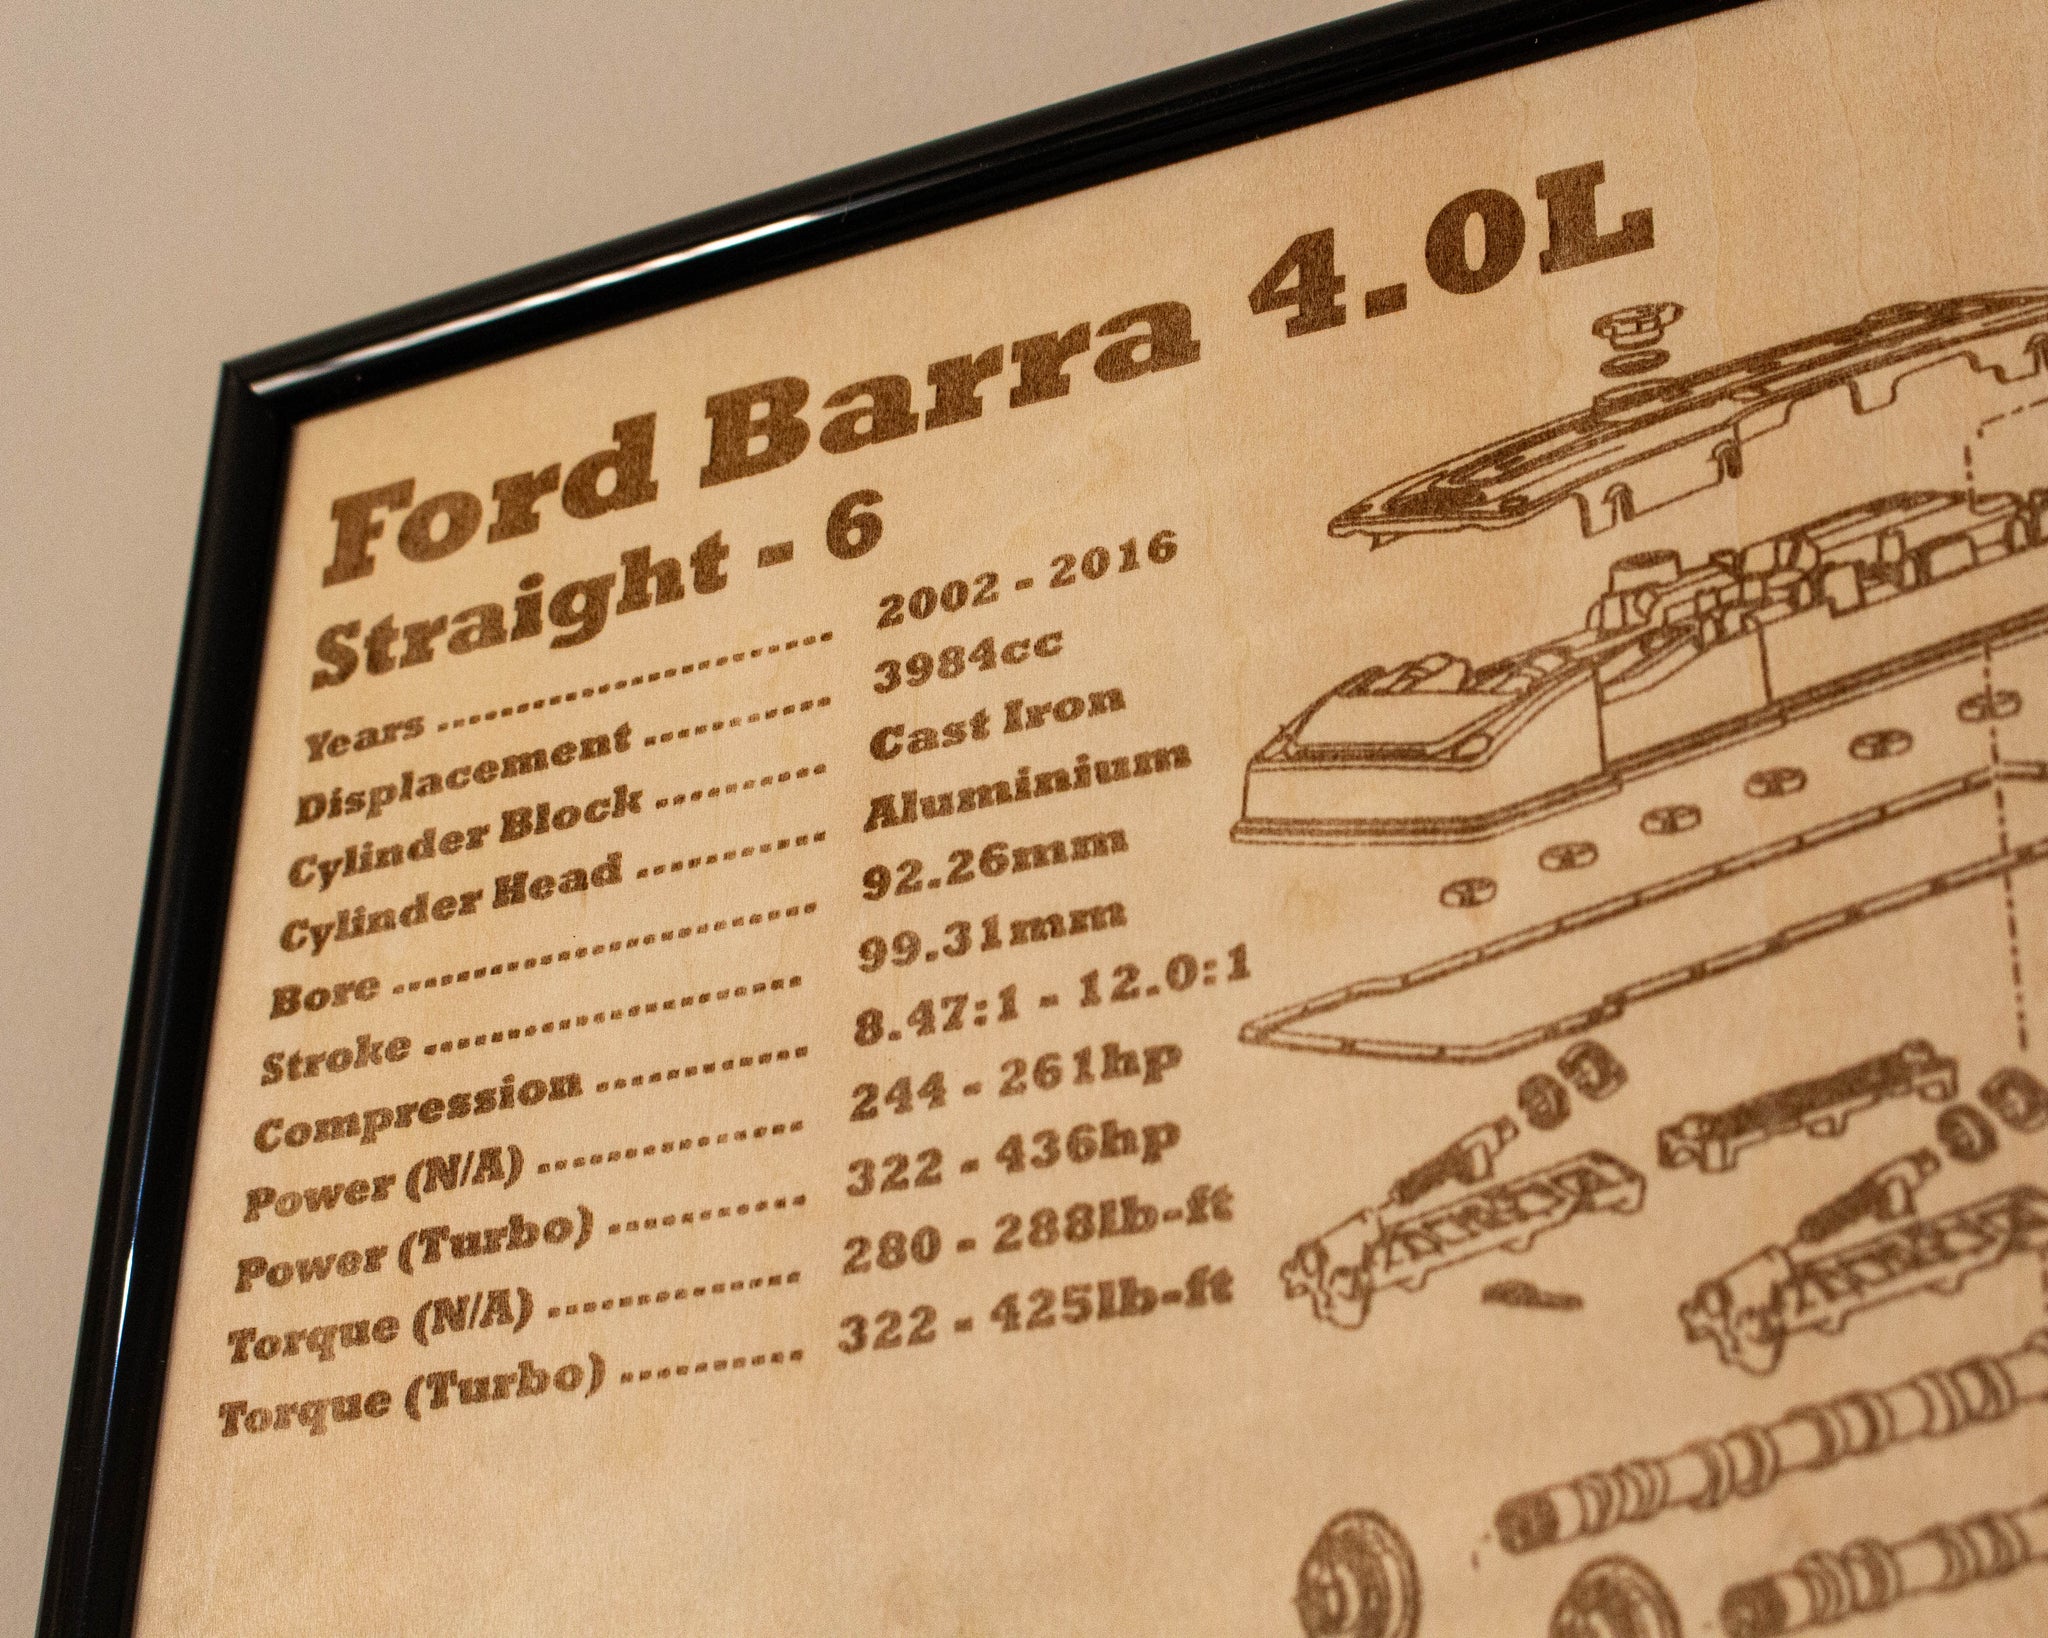 Ford Barra 4.0L
Straight - 6
Years ........................ 2002 - 2016
Displacement ............ 3984cc
Cylinder Block ........... Cast Iron
Cylinder Head ............ Aluminium
Bore ........................... 92.26mm
Stroke ........................ 99.31mm
Compression ............. 8.47:1 - 12.0:1
Power (N/A) ................ 244 - 261hp
Power (Turbo) ............ 322 - 436hp
Torque (N/A) ............... 280 - 288lb-ft
Torque (Turbo) ........... 322 - 425lb-ft